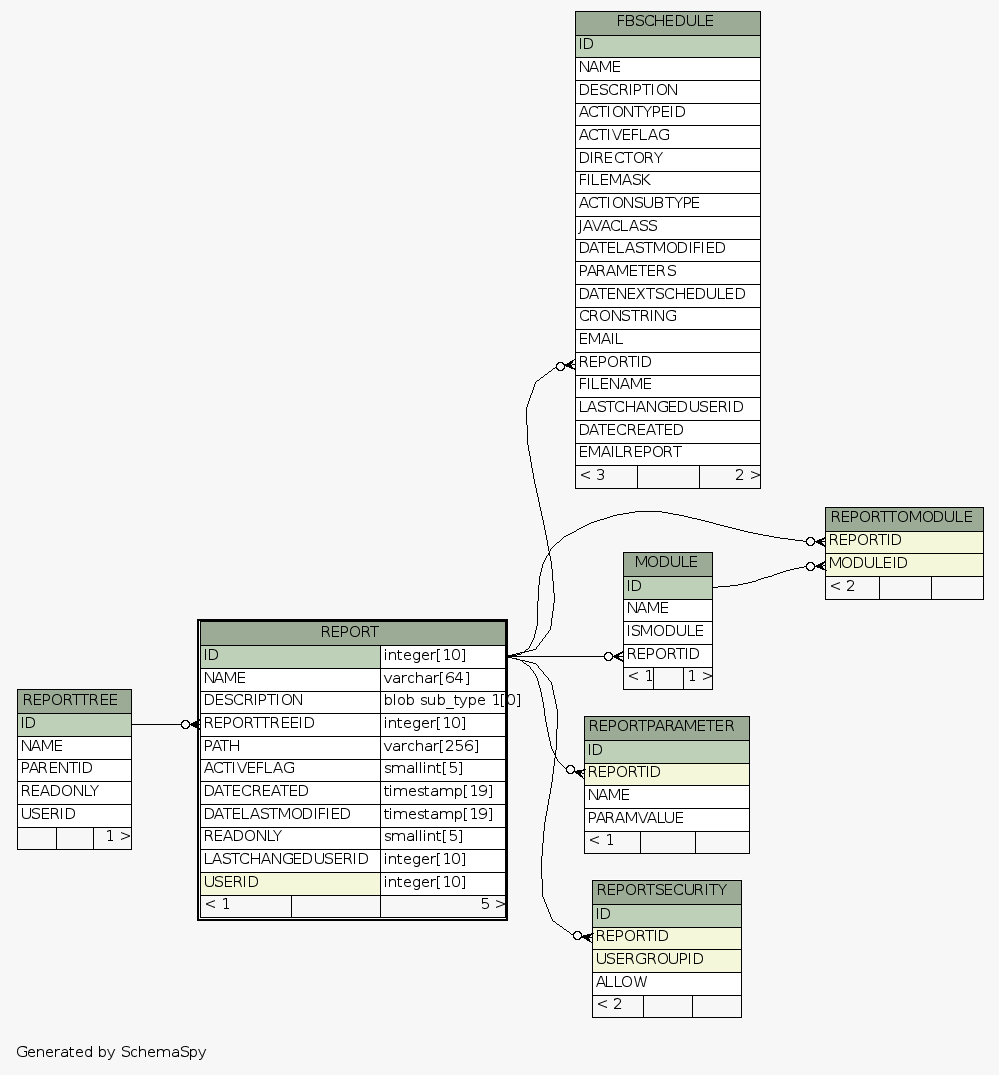 FBSCHEDULE
ID
NAME
DESCRIPTION
ACTIONTYPEID
ACTIVEFLAG
DIRECTORY
FILEMASK
ACTIONSUBTYPE
JAVACLASS
DATELASTMODIFIED
PARAMETERS
DATENEXTSCHEDULED
CRONSTRING
EMAIL
REPORTID
FILENAME
LASTCHANGEDUSERID
DATECREATED
EMAILREPORT
< 3 2 >
REPORTTOMODULE
REPORTID
MODULEID
< 2
MODULE
ID
NAME
ISMODULE
REPORTID
< 1 1 >
REPORT
ID integer[10]
NAME varchar[64]
DESCRIPTION blob sub_type 1[0]
REPORTTREEID integer[10]
PATH varchar[256]
ACTIVEFLAG smallint[5]
DATECREATED timestamp[19]
DATELASTMODIFIED timestamp[19]
READONLY smallint[5]
LASTCHANGEDUSERID integer[10]
USERID integer[10]
< 1 5 >
REPORTTREE
ID
NAME
PARENTID
READONLY
USERID
1 >
REPORTPARAMETER
ID
REPORTID
NAME
PARAMVALUE
< 1
REPORTSECURITY
ID
REPORTID
USERGROUPID
ALLOW
< 2
Generated by SchemaSpy